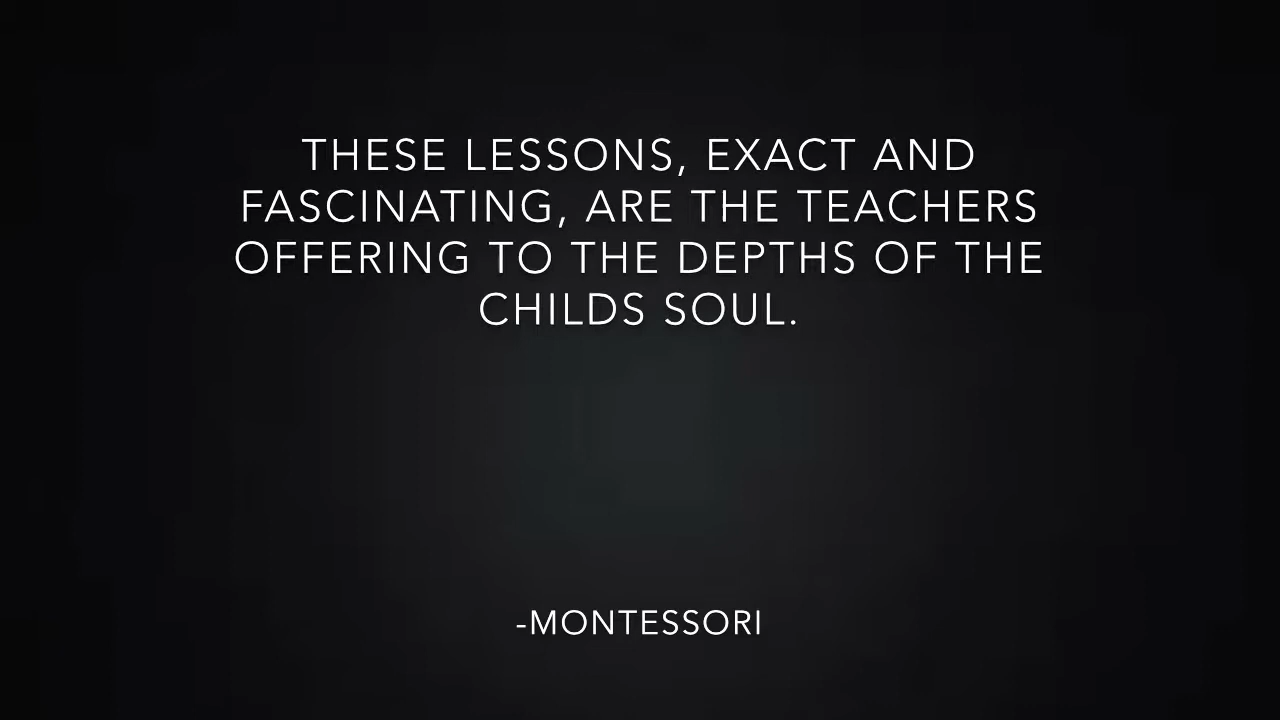 THESE LESSONS, EXACT AND
FASCINATING, ARE THE TEACHERS
OFFERING TO THE DEPTHS OF THE
CHILDS SOUL.
-MONTESSORI